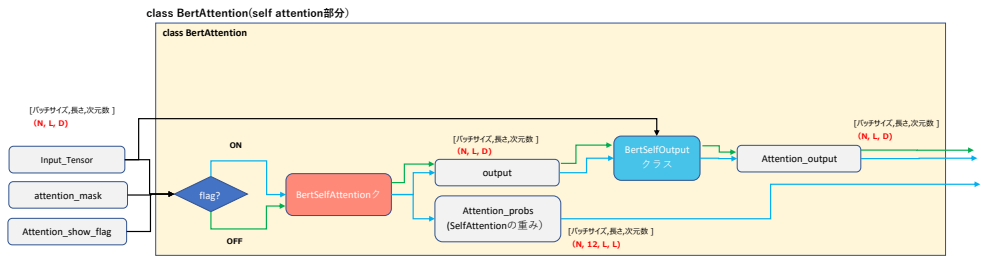 class BertAttention(self attention部分）
class BertAttention
[バッチサイズ,長さ,次元数 ]
(N, L, D)
Input_Tensor
attention_mask
Attention_show_flag
ON
flag?
OFF
BertSelfAttentionク
[バッチサイズ,長さ,次元数 ]
(N, L, D)
output
Attention_probs
(SelfAttentionの重み）
[バッチサイズ,長さ,次元数 ]
(N, 12, L, L)
BertSelfOutput
クラス
Attention_output
[バッチサイズ,長さ,次元数 ]
(N, L, D)